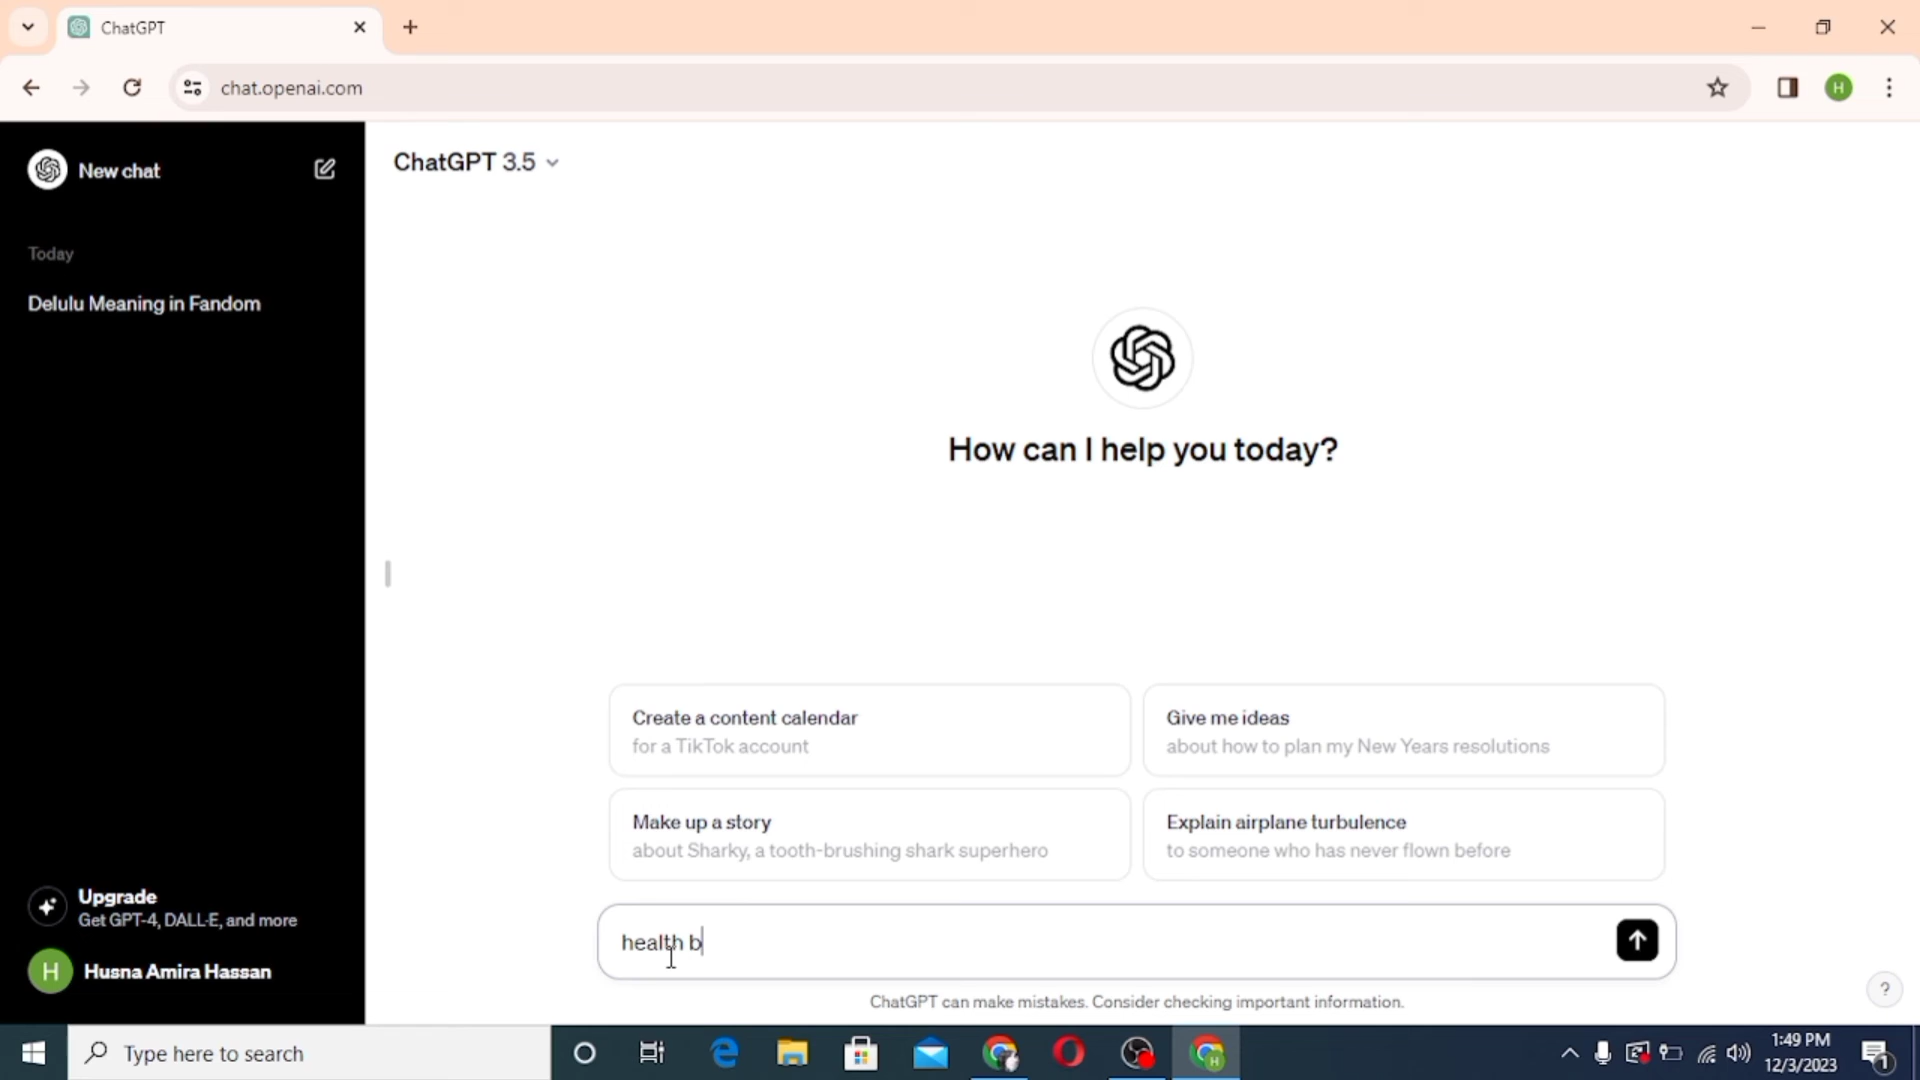 ChatGPT
chat.openai.com
New chat
ChatGPT 3.5
Today
Delulu Meaning in Fandom
How can I help you today?
Create a content calendar
for a TikTok account
Give me ideas
about how to plan my New Years resolutions
Make up a story
about Sharky, a tooth-brushing shark superhero
Explain airplane turbulence
to someone who has never flown before
Upgrade
Get GPT-4, DALL·E, and more
health b
H
Husna Amira Hassan
ChatGPT can make mistakes. Consider checking important information.
?
Type here to search
1:49 PM
12/3/2023
1
H
H